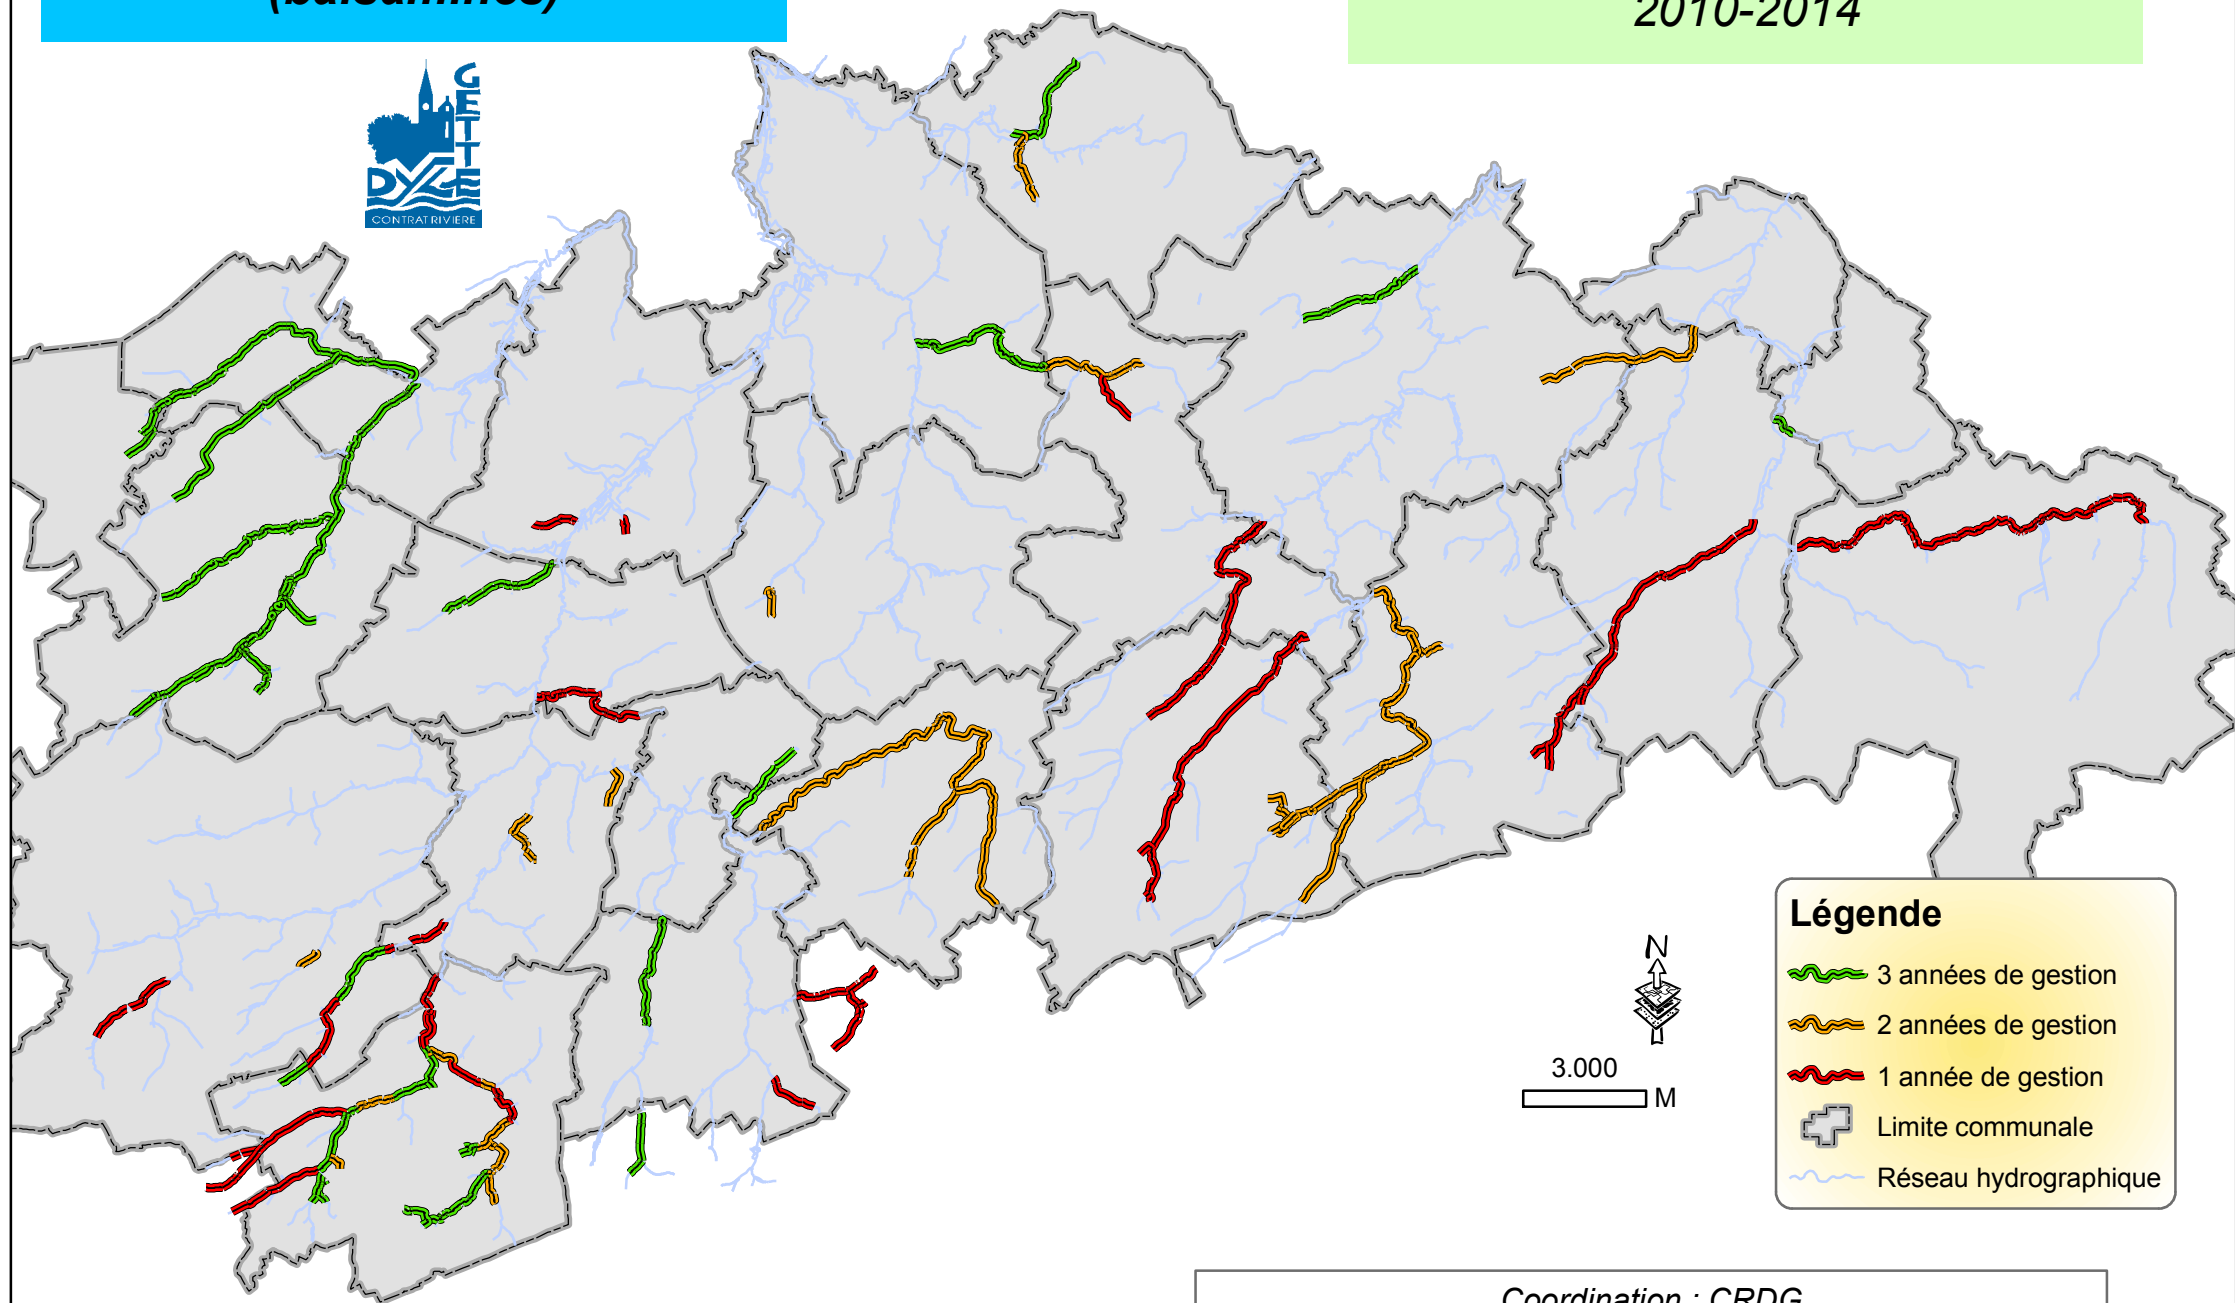 (balsamines)
2010-2014
GETTE
DYLE
CONTRAT RIVIERE
N
3.000
M
Légende
3 années de gestion
2 années de gestion
1 année de gestion
Limite communale
Réseau hydrographique
Coordination : CRDG